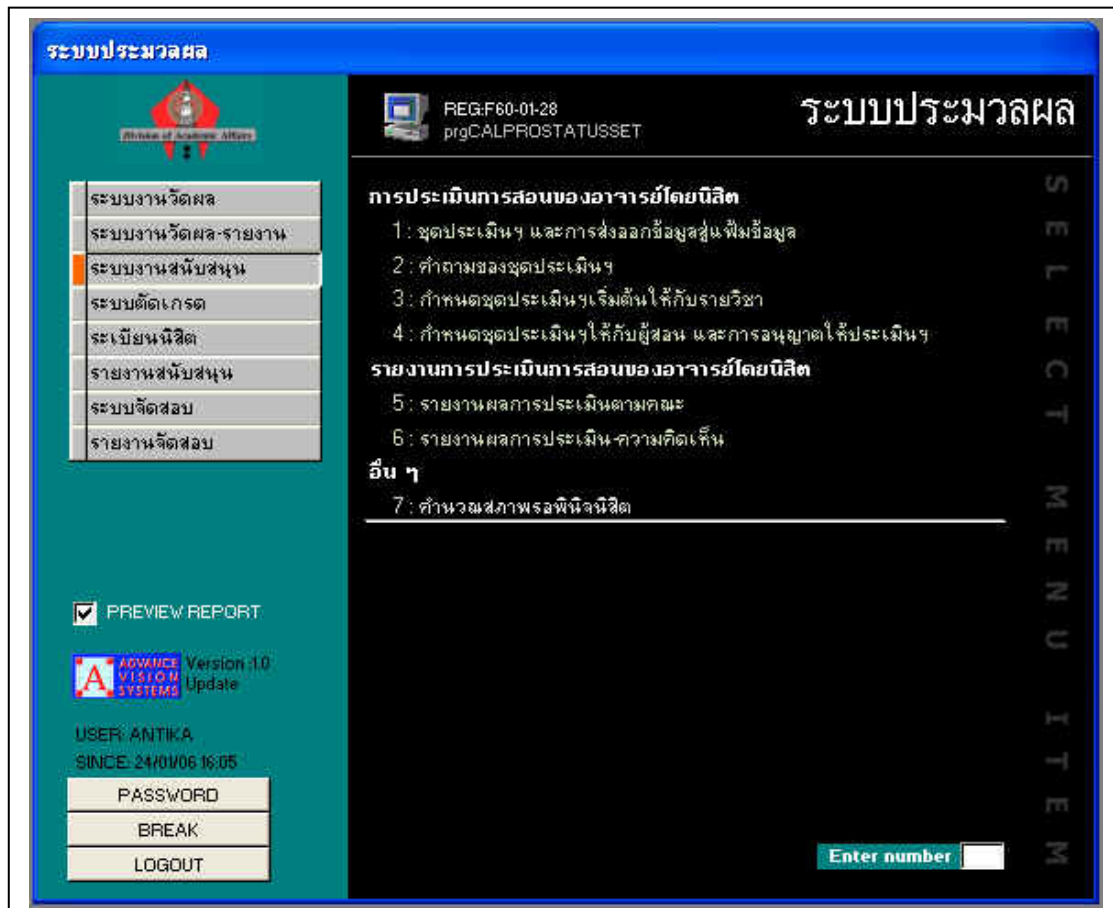 ระบบประมวลผล
Division of Academic Affairs
REG:F60-01-28
prgCALPROSTATUSSET
ระบบประมวลผล
ระบบงานวัดผล
ระบบงานวัดผล-รายงาน
ระบบงานสนับสนุน
ระบบตัดเกรด
ระเบียนนิสิต
รายงานสนับสนุน
ระบบจัดสอบ
รายงานจัดสอบ
PREVIEW REPORT
A ADVANCE VISION SYSTEMS
Version :1.0
Update
USER: ANTIKA
SINCE: 24/01/06 16:05
PASSWORD
BREAK
LOGOUT
การประเมินการสอนของอาจารย์โดยนิสิต
1 : ชุดประเมินฯ และการส่งออกข้อมูลสู่แฟ้มข้อมูล
2 : คำถามของชุดประเมินฯ
3 : กำหนดชุดประเมินฯเริ่มต้นให้กับรายวิชา
4 : กำหนดชุดประเมินฯให้กับผู้สอน และการอนุญาตให้ประเมินฯ
รายงานการประเมินการสอนของอาจารย์โดยนิสิต
5 : รายงานผลการประเมินตามคณะ
6 : รายงานผลการประเมิน-ความคิดเห็น
อื่น ๆ
7 : คำนวณสภาพรอพินิจนิสิต
Enter number
SELECT MENU ITEM